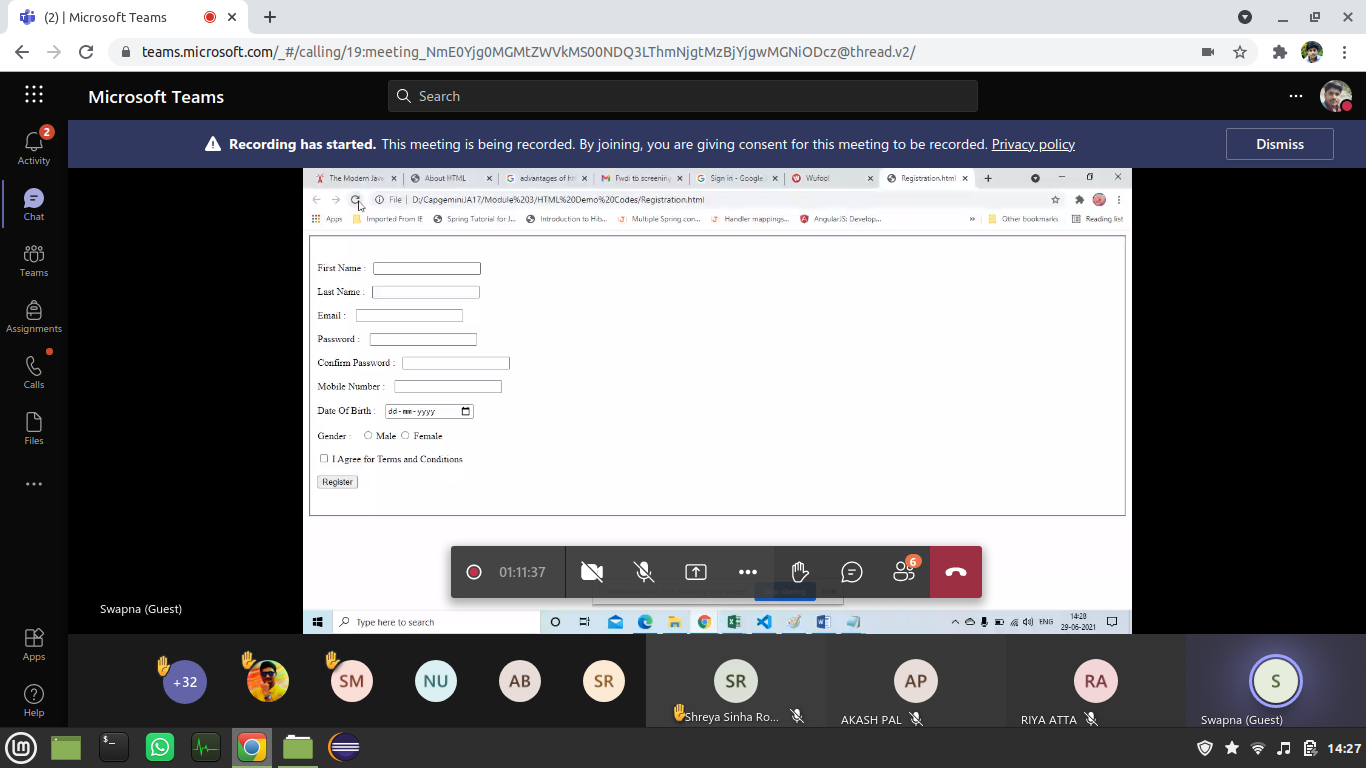 (2) | Microsoft Teams
teams.microsoft.com/_#/calling/19:meeting_NmE0Yjg0MGMtZWVkMS00NDQ3LThmNjgtMzBjYjgwMGNiODcz@thread.v2/
Microsoft Teams
Search
Recording has started. This meeting is being recorded. By joining, you are giving consent for this meeting to be recorded. Privacy policy
Dismiss
2
Activity
Chat
Teams
Assignments
Calls
Files
Apps
Help
The Modern Jav
About HTML
advantages of ht
Fwd: tb screening
Sign in - Google
Wufoo!
Registration.html
File | D:/CapgeminiJA17/Module%203/HTML%20Demo%20Codes/Registration.html
Apps
Imported From IE
Spring Tutorial for J...
Introduction to Hib...
Multiple Spring con...
Handler mappings...
AngularJS: Develop...
»
Other bookmarks
Reading list
First Name :
Last Name :
Email :
Password :
Confirm Password :
Mobile Number :
Date Of Birth : dd-mm-yyyy
Gender : Male Female
I Agree for Terms and Conditions
Register
01:11:37
6
Swapna (Guest)
Type here to search
ENG
14:28
29-06-2021
+32
SM
NU
AB
SR
SR
Shreya Sinha Ro...
AP
AKASH PAL
RA
RIYA ATTA
S
Swapna (Guest)
14:27